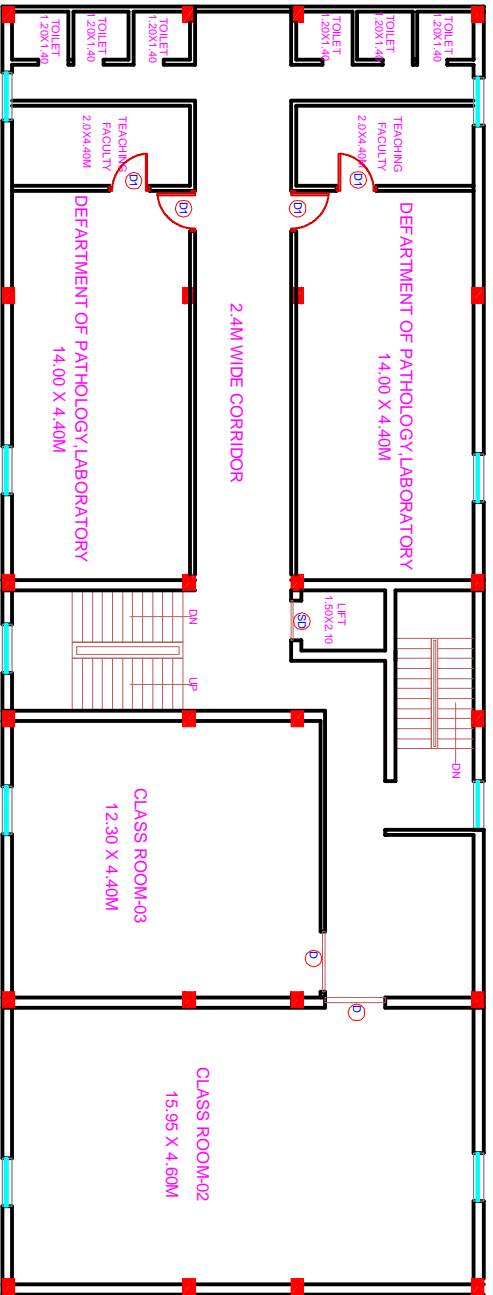 TOILET
1.20X1.40
TOILET
1.20X1.40
TOILET
1.20X1.40
TOILET
1.20X1.40
TOILET
1.20X1.40
TOILET
1.20X1.40
TEACHING
FACULTY
2.0X4.40M
TEACHING
FACULTY
2.0X4.40M
D1
D1
D1
D1
DEFARTMENT OF PATHOLOGY,LABORATORY
14.00 X 4.40M
2.4M WIDE CORRIDOR
DEFARTMENT OF PATHOLOGY,LABORATORY
14.00 X 4.40M
DN
UP
LIFT
1.50X2.10
SD
DN
CLASS ROOM-03
12.30 X 4.40M
D
D
CLASS ROOM-02
15.95 X 4.60M